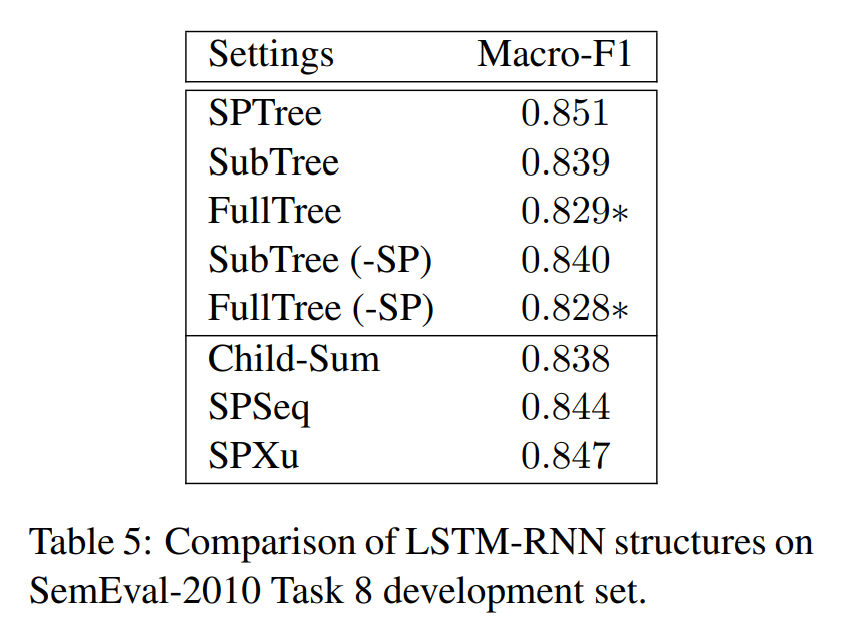 Settings Macro-F1
SPTree 0.851
SubTree 0.839
FullTree 0.829∗
SubTree (-SP) 0.840
FullTree (-SP) 0.828∗
Child-Sum 0.838
SPSeq 0.844
SPXu 0.847
Table 5: Comparison of LSTM-RNN structures on
SemEval-2010 Task 8 development set.